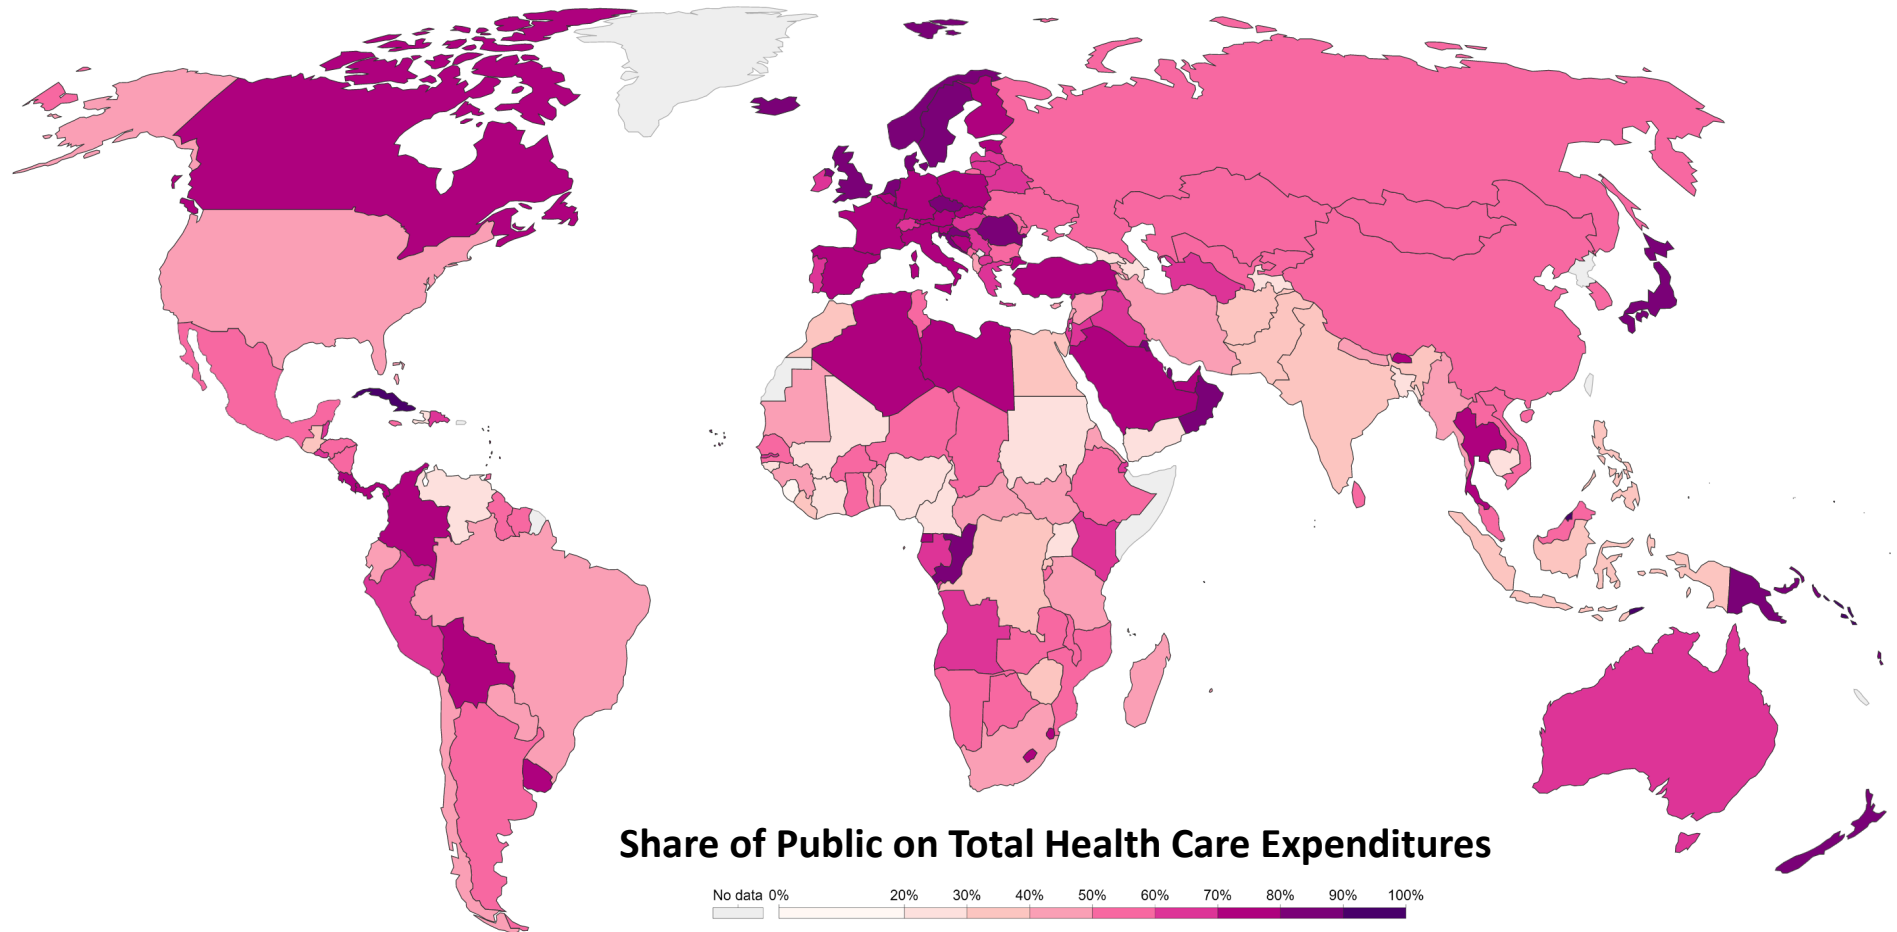 Share of Public on Total Health Care Expenditures
No data 0% 20% 30% 40% 50% 60% 70% 80% 90% 100%